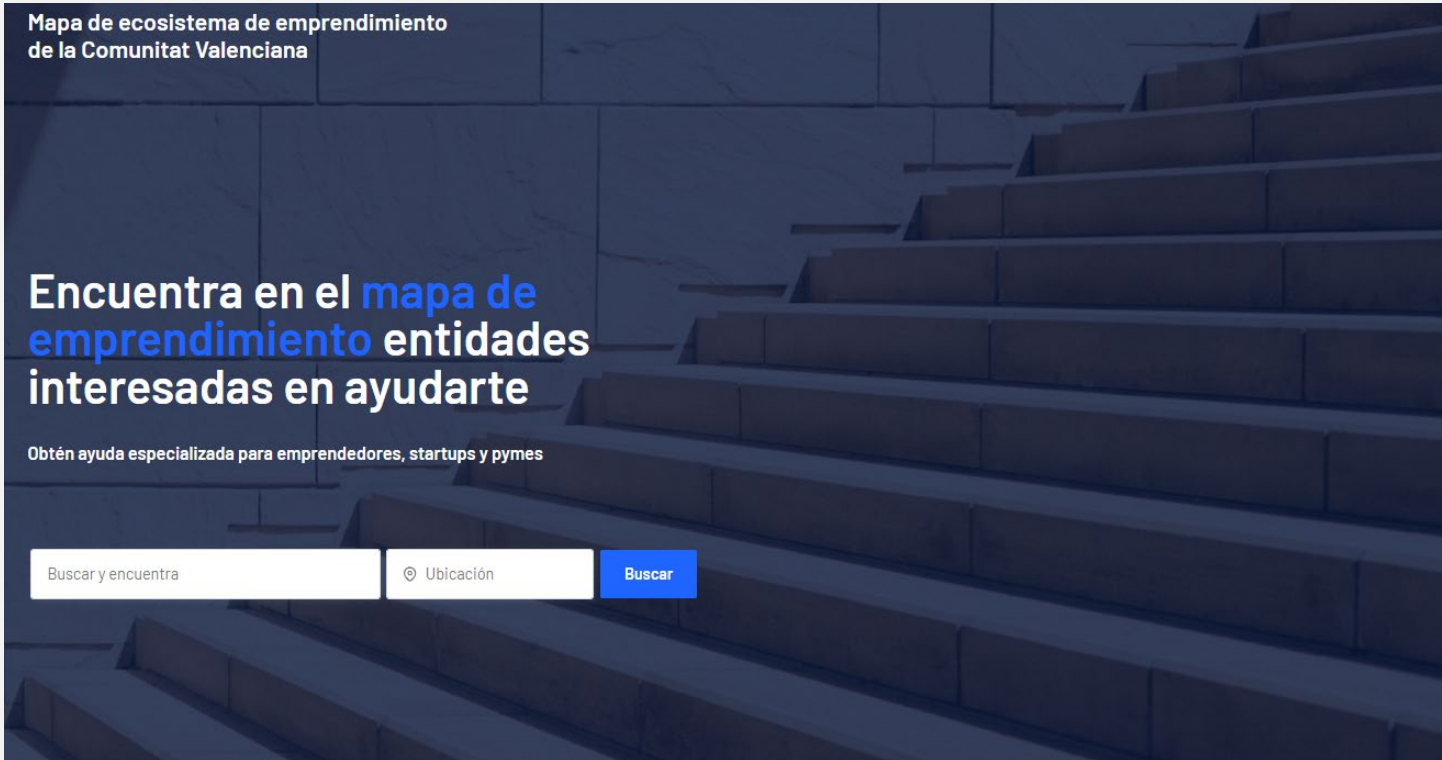 Mapa de ecosistema de emprendimiento
de la Comunitat Valenciana
Encuentra en el mapa de
emprendimiento entidades
interesadas en ayudarte
Obtén ayuda especializada para emprendedores, startups y pymes
Buscar y encuentra
Ubicación
Buscar